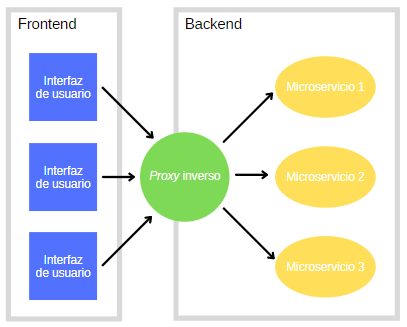 Frontend
Backend
Interfaz
de usuario
Interfaz
de usuario
Interfaz
de usuario
Proxy inverso
Microservicio 1
Microservicio 2
Microservicio 3